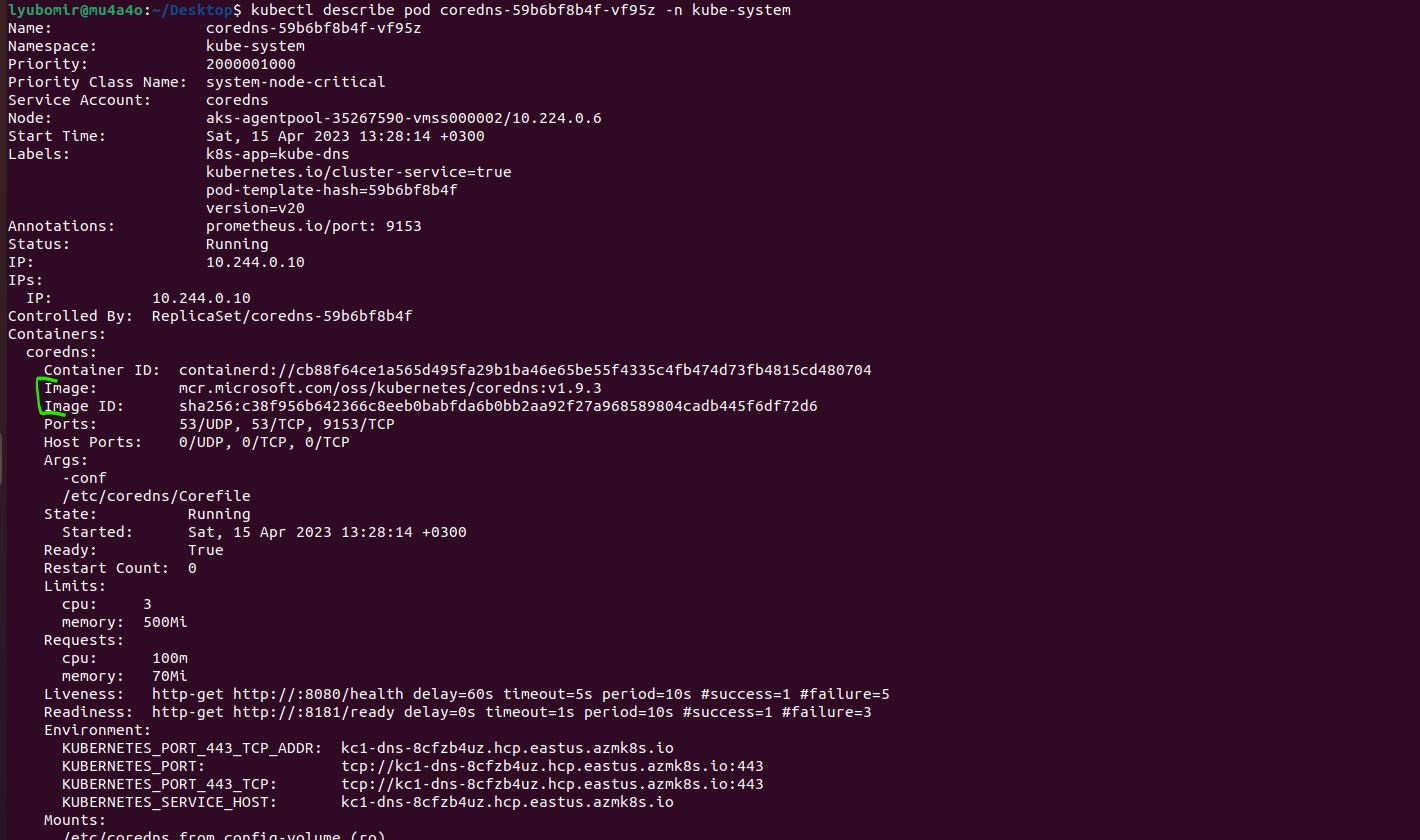 lyubomir@mu4a4o:~/Desktop$ kubectl describe pod coredns-59b6bf8b4f-vf95z -n kube-system
Name:                 coredns-59b6bf8b4f-vf95z
Namespace:            kube-system
Priority:             2000001000
Priority Class Name:  system-node-critical
Service Account:      coredns
Node:                 aks-agentpool-35267590-vmss000002/10.224.0.6
Start Time:           Sat, 15 Apr 2023 13:28:14 +0300
Labels:               k8s-app=kube-dns
                      kubernetes.io/cluster-service=true
                      pod-template-hash=59b6bf8b4f
                      version=v20
Annotations:          prometheus.io/port: 9153
Status:               Running
IP:                   10.244.0.10
IPs:
  IP:           10.244.0.10
Controlled By:  ReplicaSet/coredns-59b6bf8b4f
Containers:
  coredns:
    Container ID:  containerd://cb88f64ce1a565d495fa29b1ba46e65be55f4335c4fb474d73fb4815cd480704
    Image:         mcr.microsoft.com/oss/kubernetes/coredns:v1.9.3
    Image ID:      sha256:c38f956b642366c8eeb0babfda6b0bb2aa92f27a968589804cadb445f6df72d6
    Ports:         53/UDP, 53/TCP, 9153/TCP
    Host Ports:    0/UDP, 0/TCP, 0/TCP
    Args:
      -conf
      /etc/coredns/Corefile
    State:          Running
      Started:      Sat, 15 Apr 2023 13:28:14 +0300
    Ready:          True
    Restart Count:  0
    Limits:
      cpu:     3
      memory:  500Mi
    Requests:
      cpu:      100m
      memory:   70Mi
    Liveness:   http-get http://:8080/health delay=60s timeout=5s period=10s #success=1 #failure=5
    Readiness:  http-get http://:8181/ready delay=0s timeout=1s period=10s #success=1 #failure=3
    Environment:
      KUBERNETES_PORT_443_TCP_ADDR:  kc1-dns-8cfzb4uz.hcp.eastus.azmk8s.io
      KUBERNETES_PORT:               tcp://kc1-dns-8cfzb4uz.hcp.eastus.azmk8s.io:443
      KUBERNETES_PORT_443_TCP:       tcp://kc1-dns-8cfzb4uz.hcp.eastus.azmk8s.io:443
      KUBERNETES_SERVICE_HOST:       kc1-dns-8cfzb4uz.hcp.eastus.azmk8s.io
    Mounts:
      /etc/coredns from config-volume (ro)